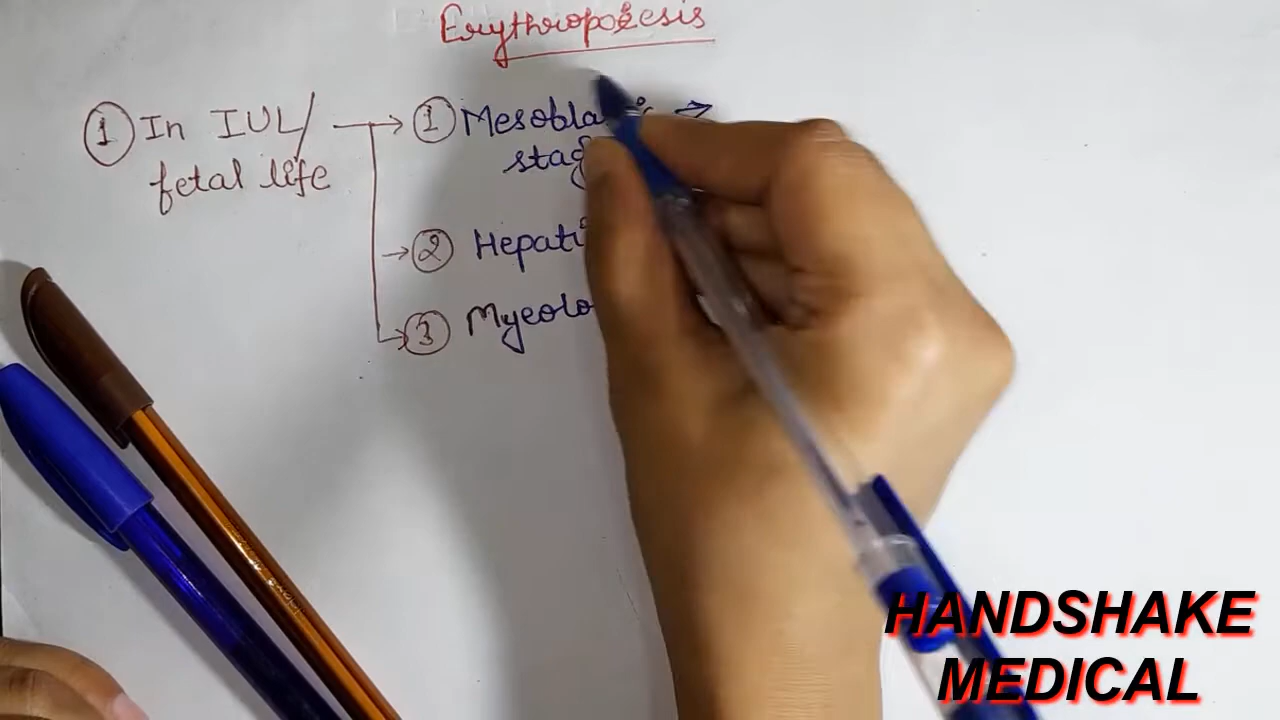 Erythropoiesis
① In IUL/ → ① Mesobla
fetal life
stag
→ ② Hepati
③ Myeolo
HANDSHAKE
MEDICAL